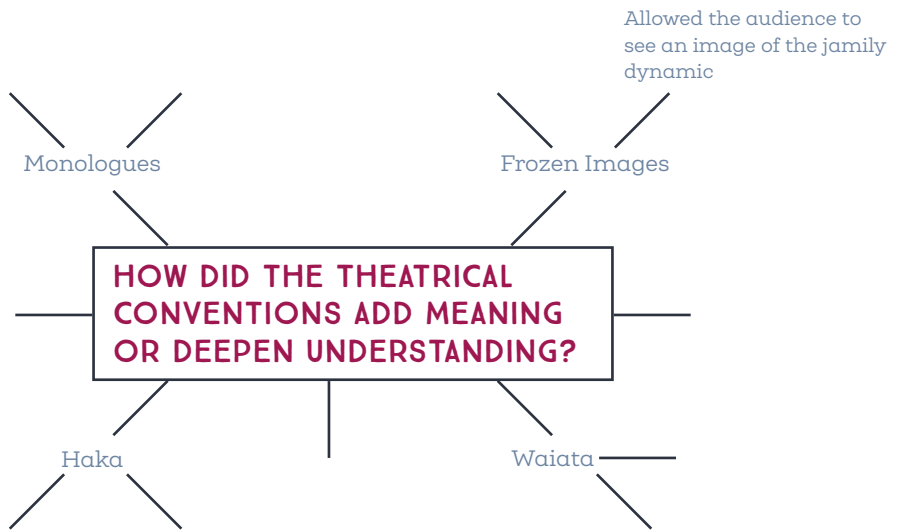 Allowed the audience to
see an image of the jamily
dynamic
Monologues
Frozen Images
HOW DID THE THEATRICAL
CONVENTIONS ADD MEANING
OR DEEPEN UNDERSTANDING?
Haka
Waiata